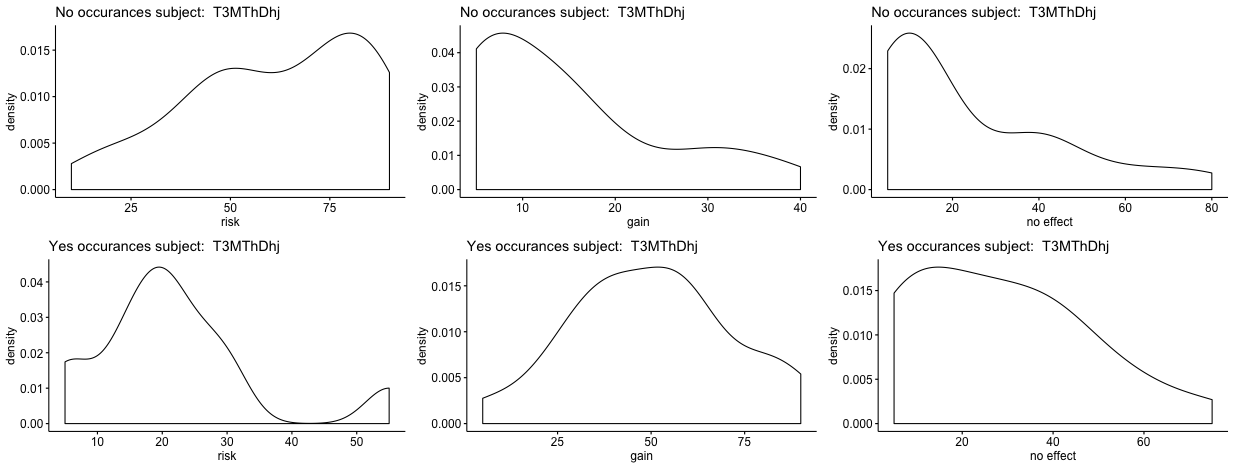 No occurances subject:  T3MThDhj
density
0.015
0.010
0.005
0.000
25 50 75
risk
No occurances subject:  T3MThDhj
density
0.04
0.03
0.02
0.01
0.00
10 20 30 40
gain
No occurances subject:  T3MThDhj
density
0.02
0.01
0.00
20 40 60 80
no effect
Yes occurances subject:  T3MThDhj
density
0.04
0.03
0.02
0.01
0.00
10 20 30 40 50
risk
Yes occurances subject:  T3MThDhj
density
0.015
0.010
0.005
0.000
25 50 75
gain
Yes occurances subject:  T3MThDhj
density
0.015
0.010
0.005
0.000
20 40 60
no effect